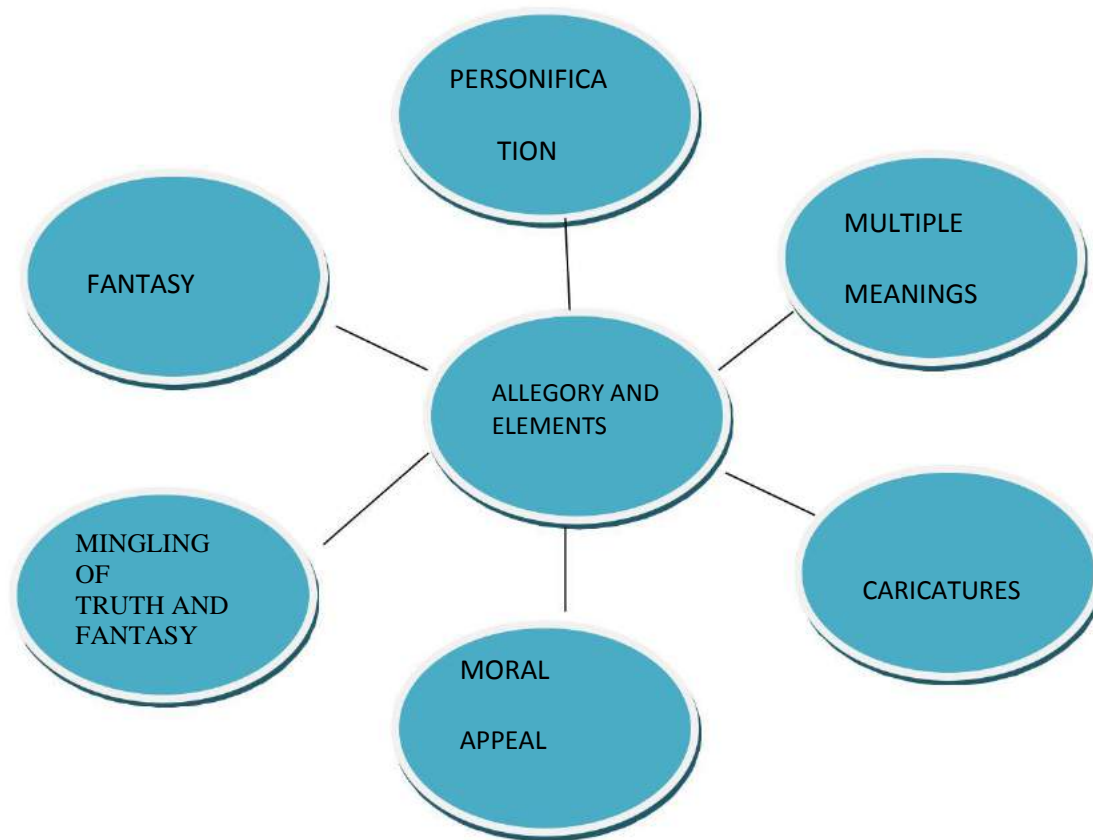 PERSONIFICA
TION
MULTIPLE
MEANINGS
FANTASY
ALLEGORY AND
ELEMENTS
MINGLING
OF
TRUTH AND
FANTASY
CARICATURES
MORAL
APPEAL